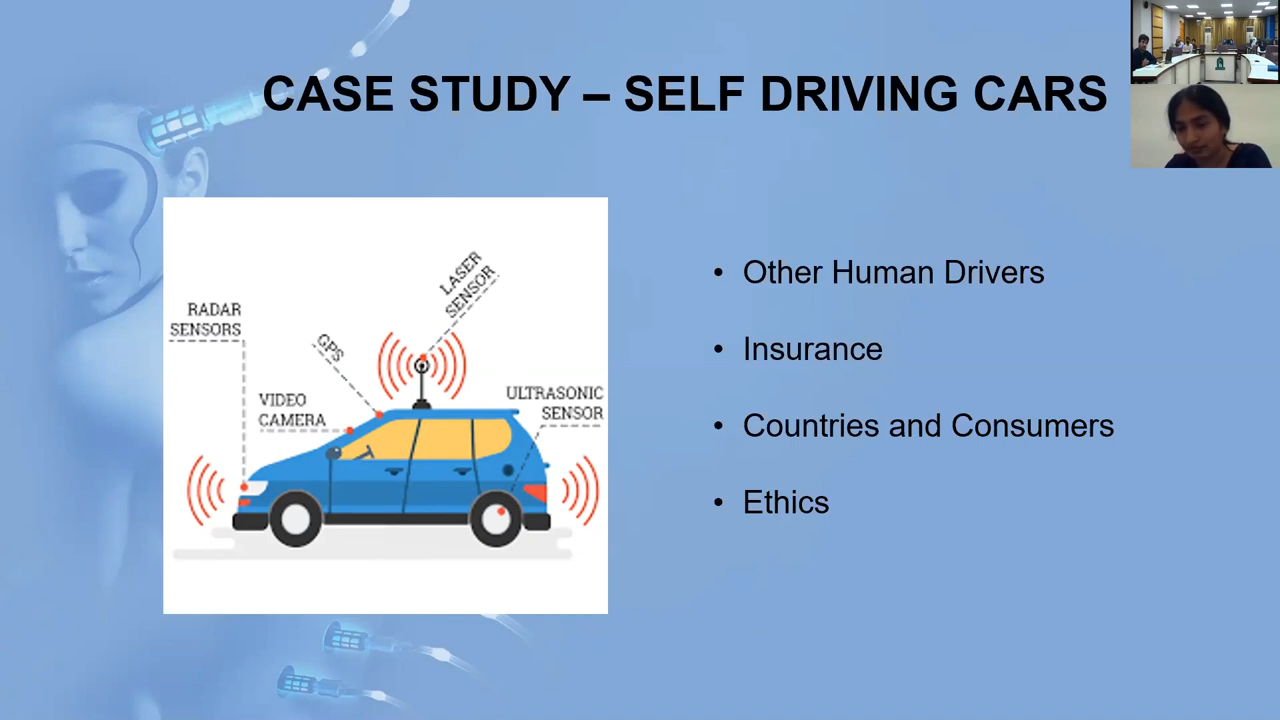 CASE STUDY – SELF DRIVING CARS
LASER
SENSOR
RADAR
SENSORS
GPS
VIDEO
CAMERA
ULTRASONIC
SENSOR
• Other Human Drivers
• Insurance
• Countries and Consumers
• Ethics